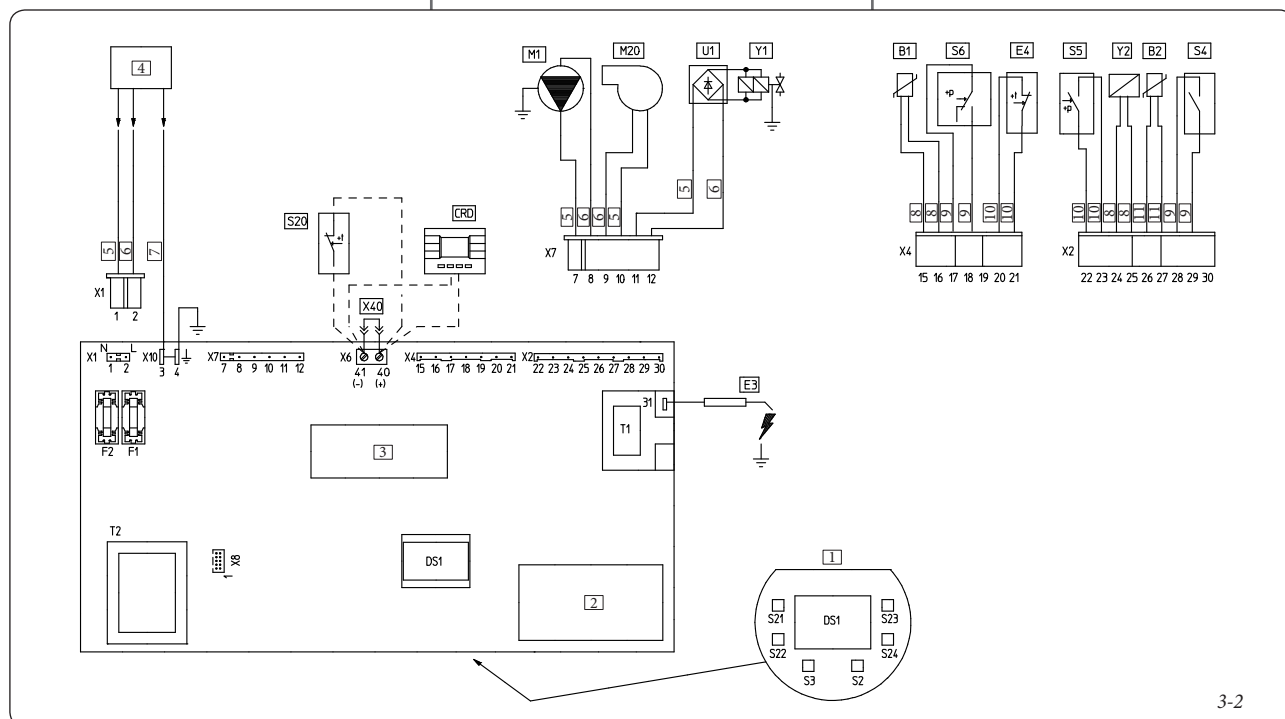 4
M1
M20
U1
Y1
B1
S6
E4
S5
Y2
B2
S4
+p
+t
+p
S20
+t
CRD
5
6
7
5
6
6
5
5
6
8
8
9
9
10
10
10
10
8
8
11
11
9
9
X1
1 2
X7
7 8 9 10 11 12
X4
15 16 17 18 19 20 21
X2
22 23 24 25 26 27 28 29 30
X40
X1 N L
1 2
X10
3 4
X7
7 8 9 10 11 12
X6
41 40
(-) (+)
X4
15 16 17 18 19 20 21
X2
22 23 24 25 26 27 28 29 30
31
E3
T1
F2 F1
3
T2
1 X8
DS1
2
1
S21
DS1
S23
S22
S24
S3
S2
3-2